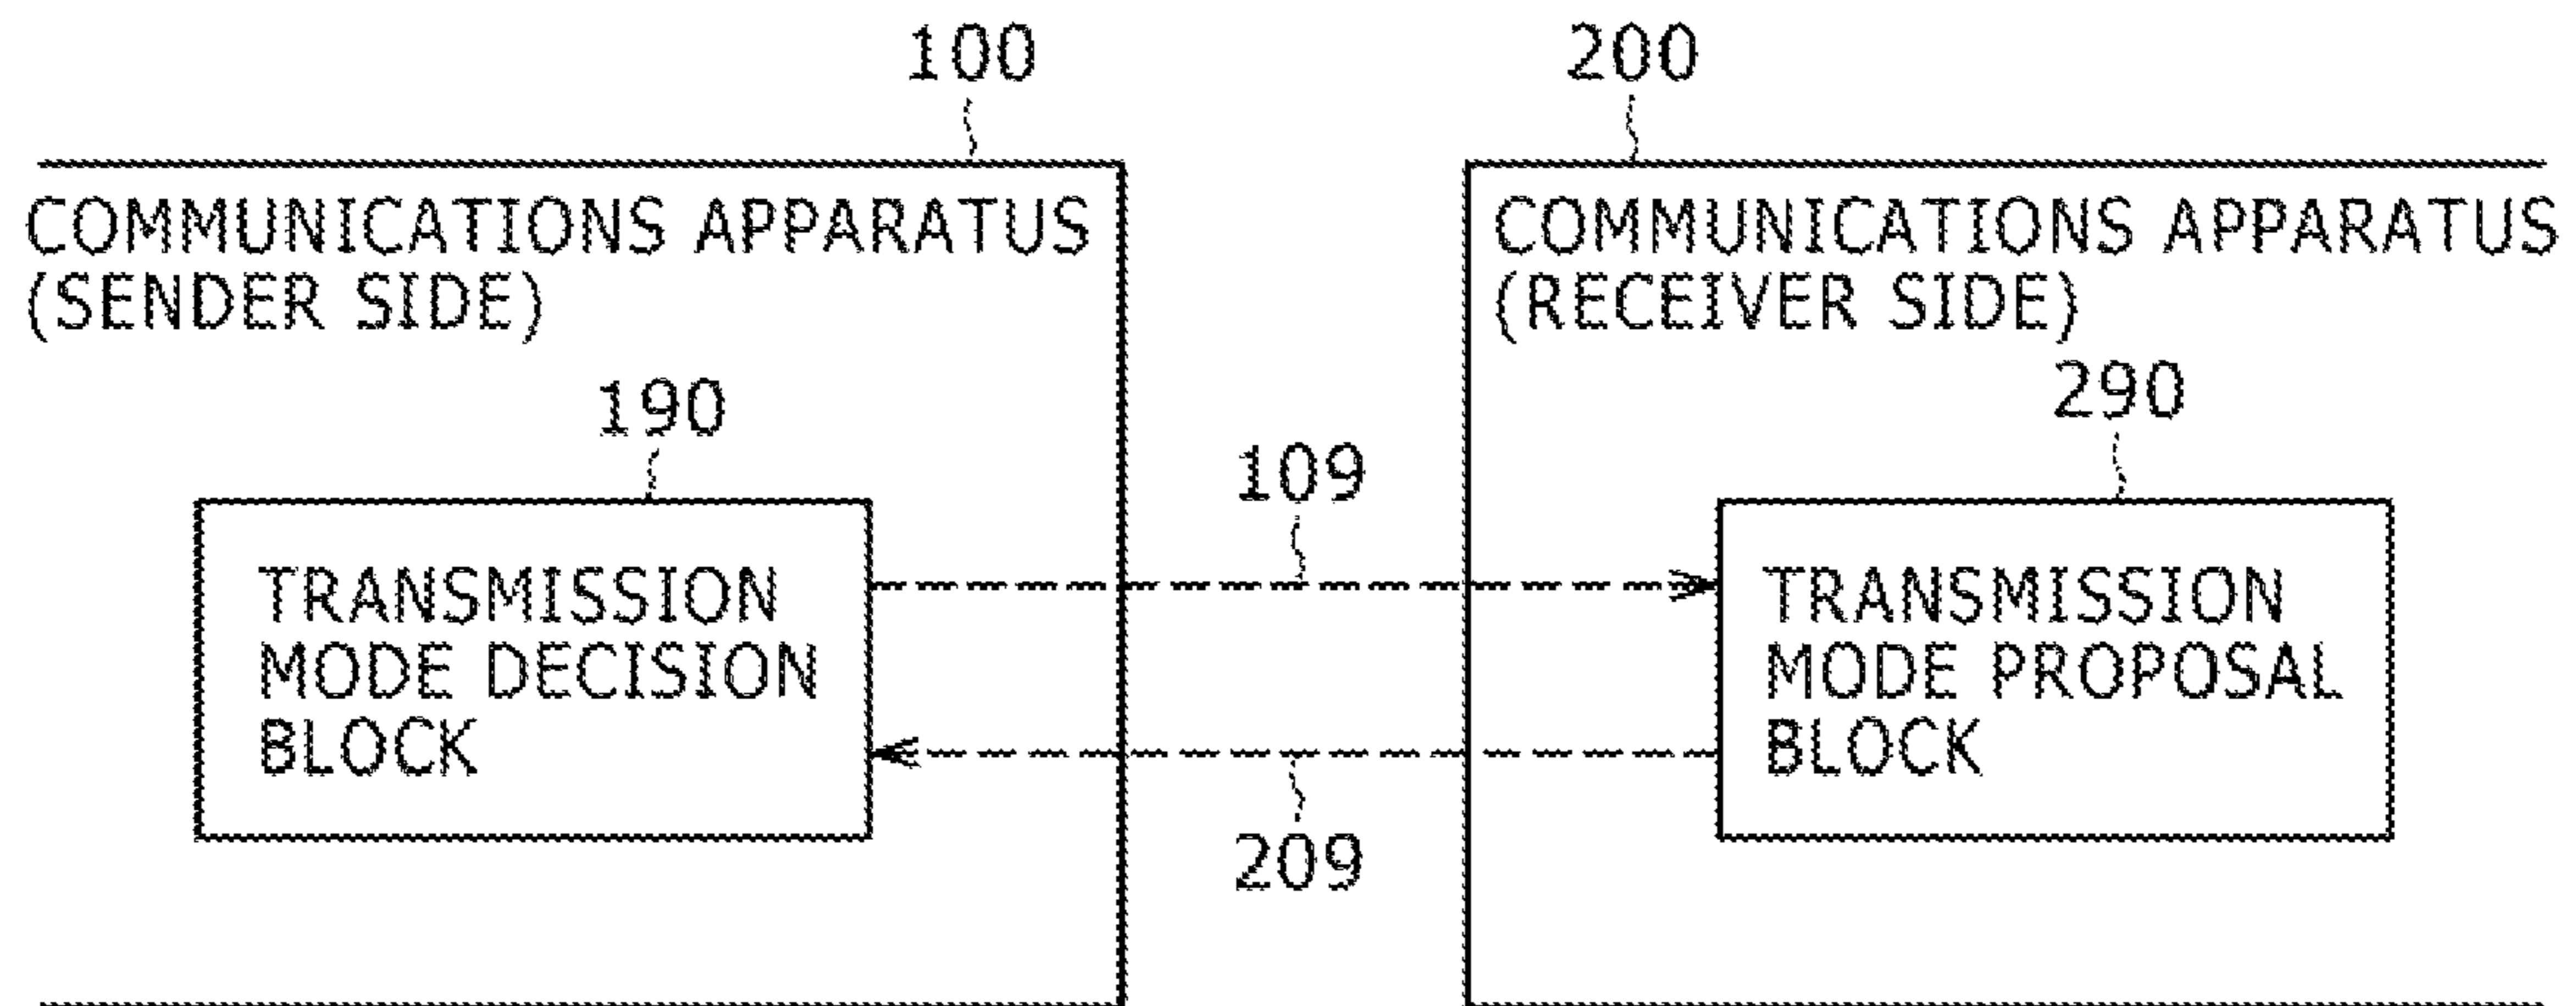 100
200
COMMUNICATIONS APPARATUS
(SENDER SIDE)
COMMUNICATIONS APPARATUS
(RECEIVER SIDE)
190
290
109
TRANSMISSION
MODE DECISION
BLOCK
TRANSMISSION
MODE PROPOSAL
BLOCK
209